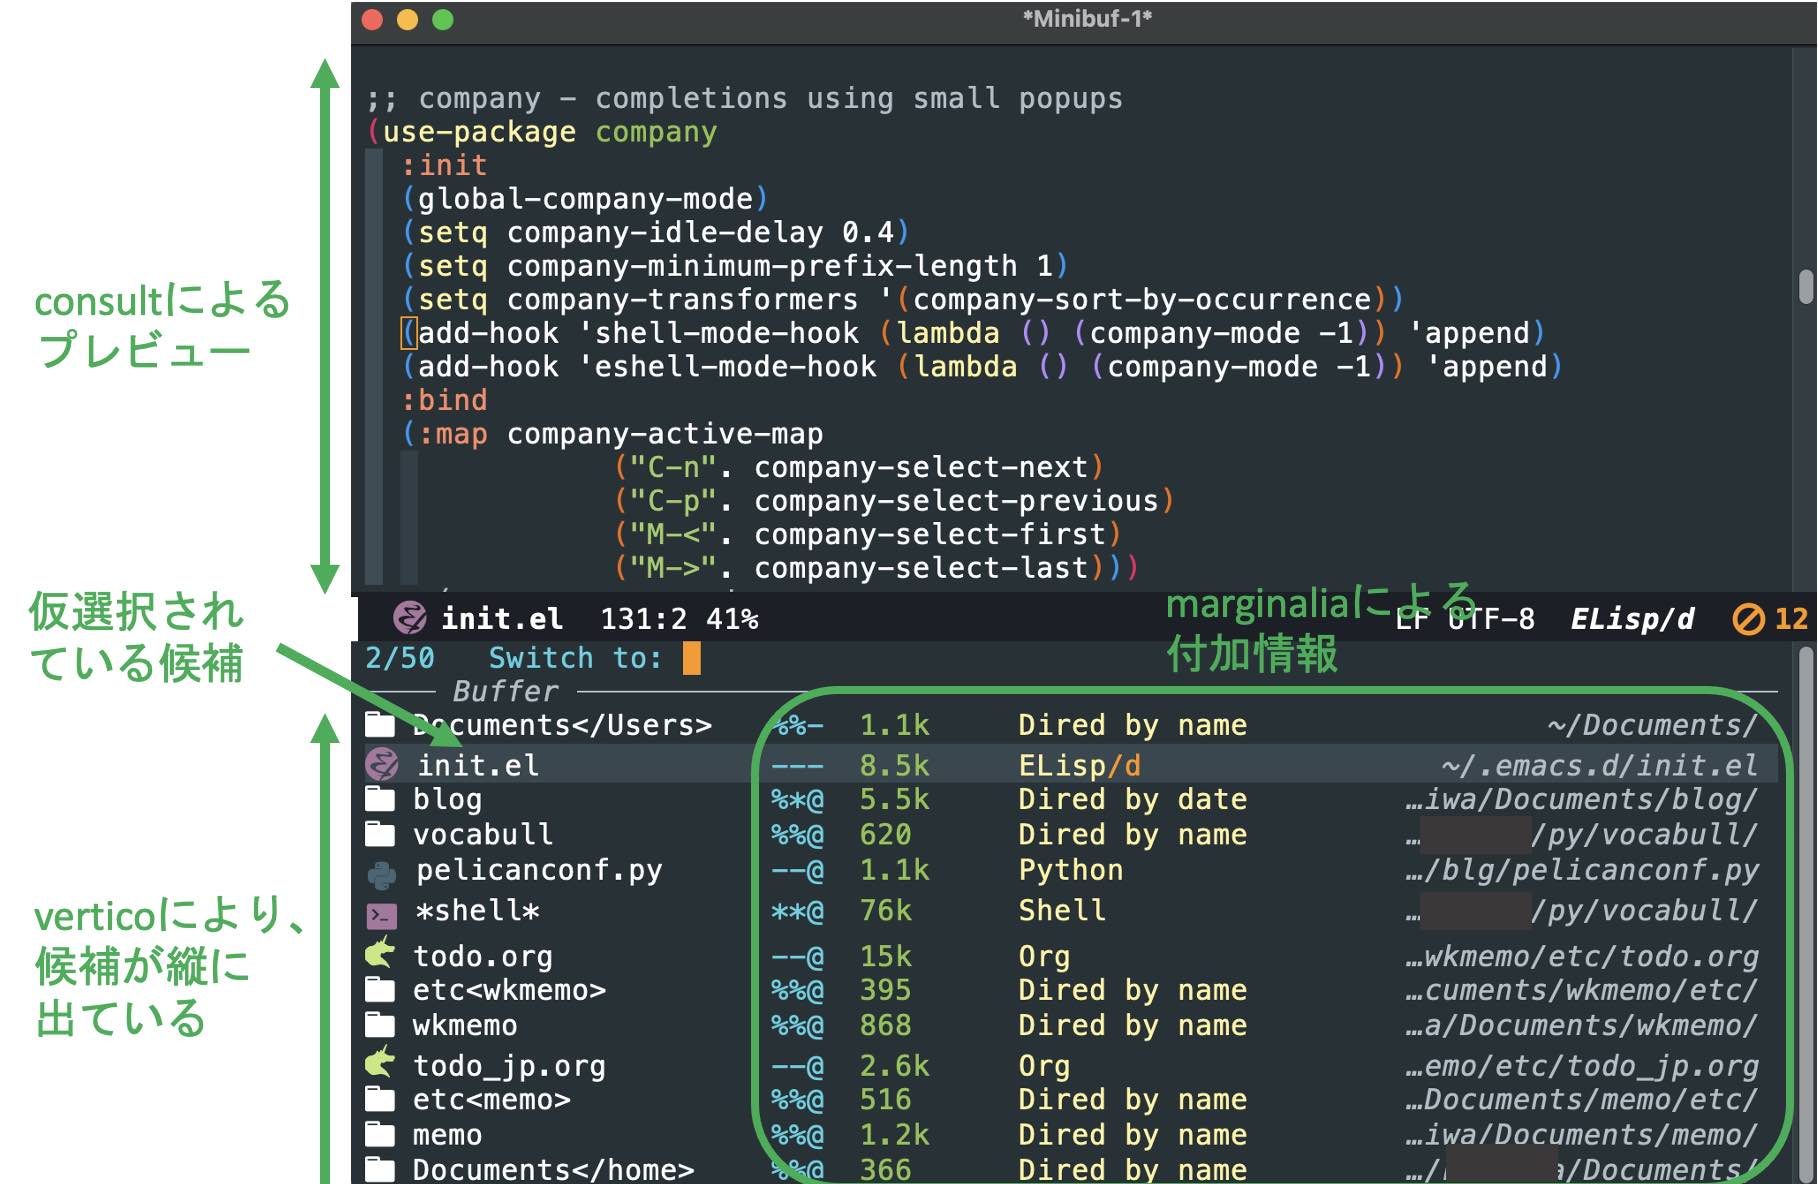 *Minibuf-1*
;; company - completions using small popups
(use-package company
:init
(global-company-mode)
(setq company-idle-delay 0.4)
(setq company-minimum-prefix-length 1)
(setq company-transformers '(company-sort-by-occurrence))
(add-hook 'shell-mode-hook (lambda () (company-mode -1)) 'append)
(add-hook 'eshell-mode-hook (lambda () (company-mode -1)) 'append)
:bind
(:map company-active-map
("C-n". company-select-next)
("C-p". company-select-previous)
("M-<". company-select-first)
("M->". company-select-last)))
consultによる
プレビュー
仮選択され
ている候補
marginaliaによる
付加情報
init.el 131:2 41% LF UTF-8 ELisp/d 12
2/50 Switch to:
Buffer
Documents</Users> %%- 1.1k Dired by name ~/Documents/
init.el --- 8.5k ELisp/d ~/.emacs.d/init.el
blog %*@ 5.5k Dired by date …iwa/Documents/blog/
vocabull %%@ 620 Dired by name … /py/vocabull/
pelicanconf.py --@ 1.1k Python …/blg/pelicanconf.py
*shell* **@ 76k Shell … /py/vocabull/
todo.org --@ 15k Org …wkmemo/etc/todo.org
etc<wkmemo> %%@ 395 Dired by name …cuments/wkmemo/etc/
wkmemo %%@ 868 Dired by name …a/Documents/wkmemo/
todo_jp.org --@ 2.6k Org …emo/etc/todo_jp.org
etc<memo> %%@ 516 Dired by name …Documents/memo/etc/
memo %%@ 1.2k Dired by name …iwa/Documents/memo/
Documents</home> %%@ 366 Dired by name …/ a/Documents/
verticoにより、
候補が縦に
出ている